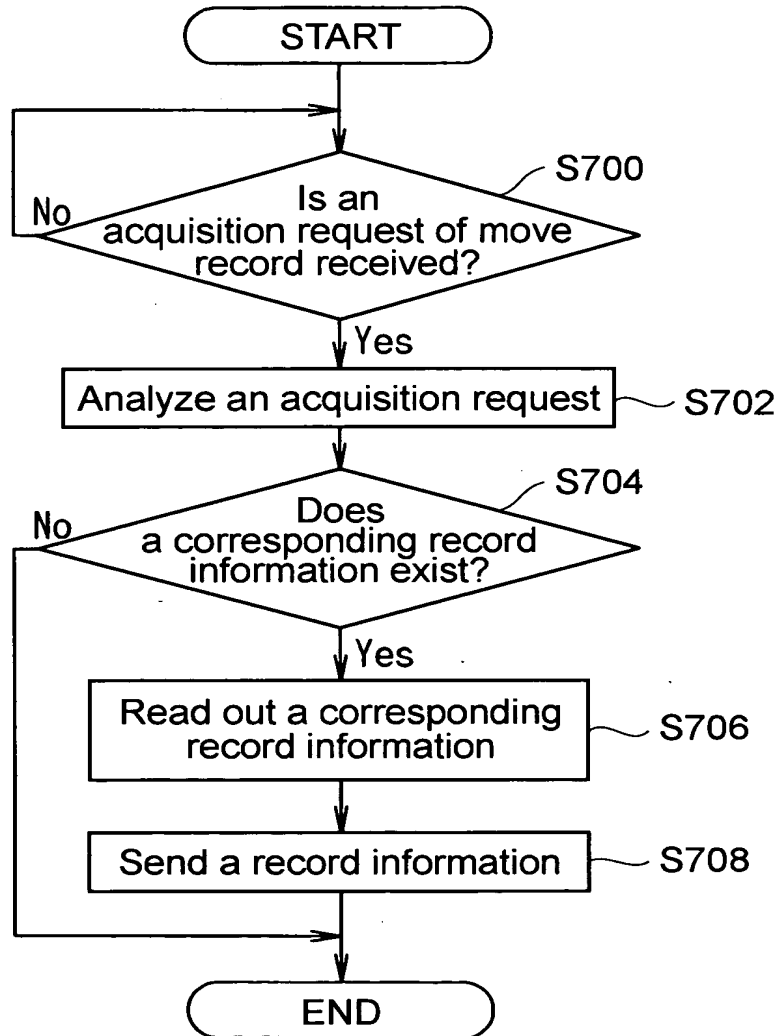 START
S700
Is an
acquisition request of move
record received?
No
Yes
Analyze an acquisition request
S702
S704
Does
a corresponding record
information exist?
No
Yes
Read out a corresponding
record information
S706
Send a record information
S708
END